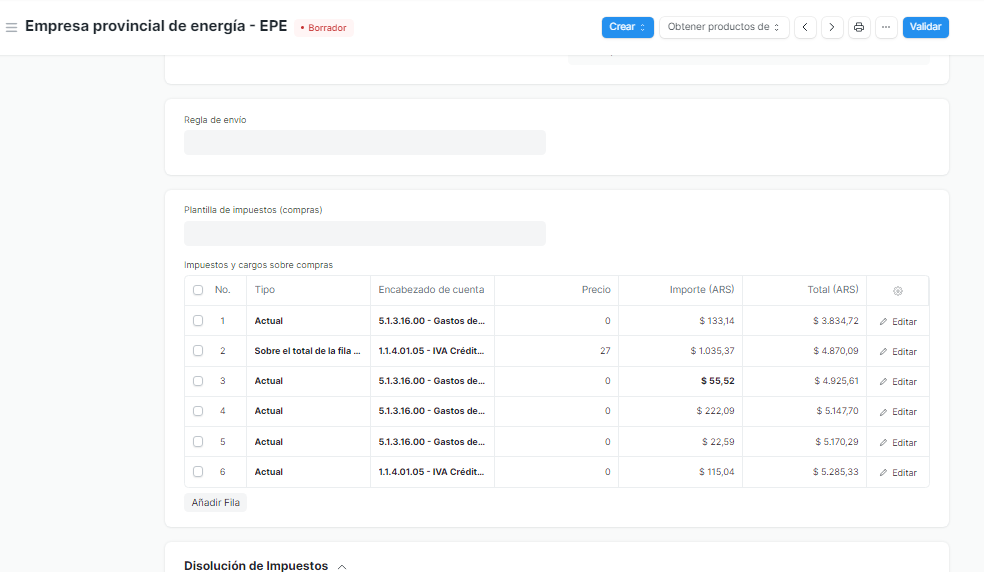 Empresa provincial de energía - EPE • Borrador Crear Obtener productos de ... Validar
Regla de envío
Plantilla de impuestos (compras)
Impuestos y cargos sobre compras
No. Tipo Encabezado de cuenta Precio Importe (ARS) Total (ARS)
1 Actual 5.1.3.16.00 - Gastos de... 0 $ 133,14 $ 3.834,72 Editar
2 Sobre el total de la fila ... 1.1.4.01.05 - IVA Crédit... 27 $ 1.035,37 $ 4.870,09 Editar
3 Actual 5.1.3.16.00 - Gastos de... 0 $ 55,52 $ 4.925,61 Editar
4 Actual 5.1.3.16.00 - Gastos de... 0 $ 222,09 $ 5.147,70 Editar
5 Actual 5.1.3.16.00 - Gastos de... 0 $ 22,59 $ 5.170,29 Editar
6 Actual 1.1.4.01.05 - IVA Crédit... 0 $ 115,04 $ 5.285,33 Editar
Añadir Fila
Disolución de Impuestos